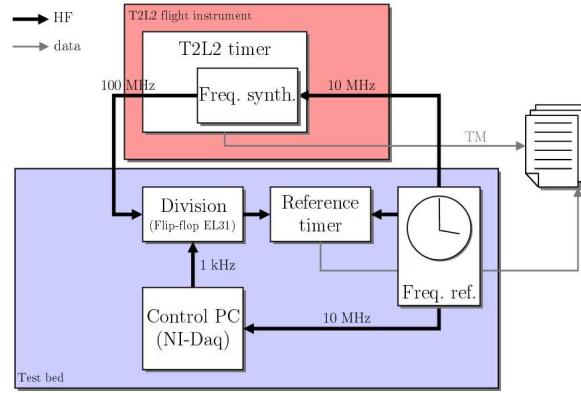 HF
data
T2L2 flight instrument
T2L2 timer
Freq. synth.
100 MHz
10 MHz
TM
Division
(Flip-flop EL31)
Reference
timer
1 kHz
Freq. ref.
Control PC
(NI-Daq)
10 MHz
Test bed